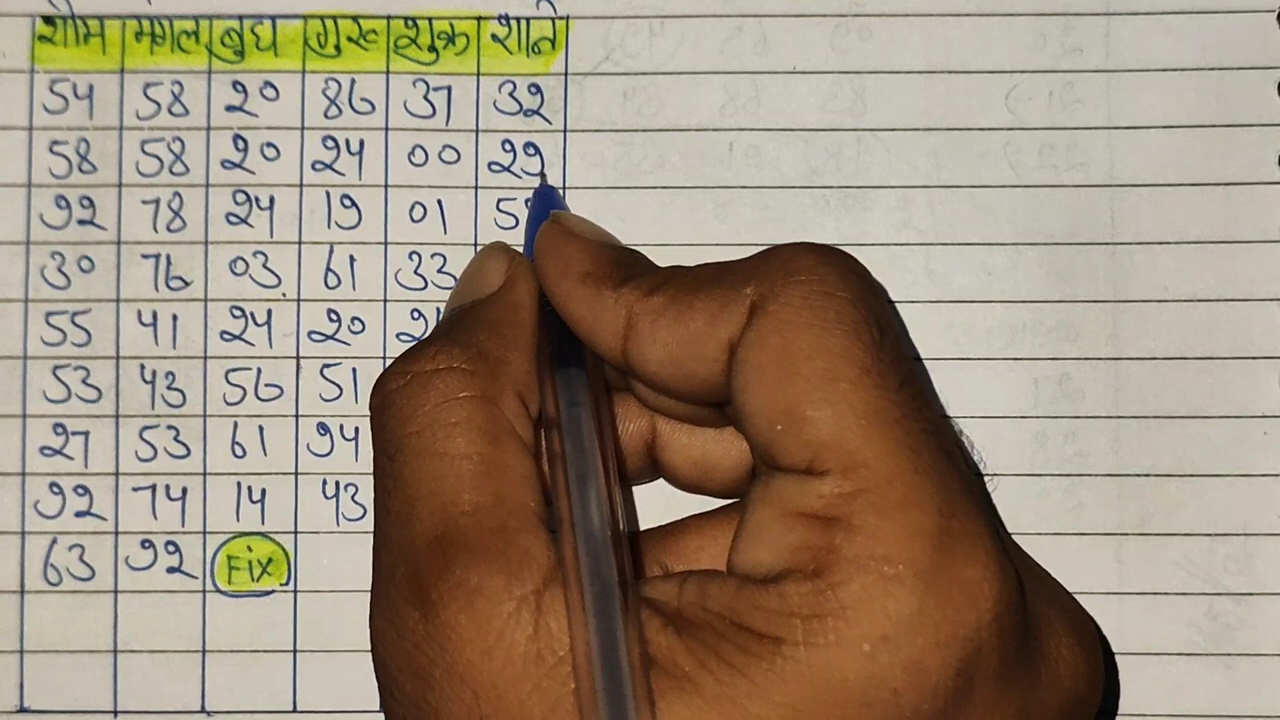 सोम मंगल बुध गुरु शुक्र शनि
54 58 20 86 37 32
58 58 20 24 00 29
92 78 24 19 01
30 76 03 61 33
55 41 24 20
53 43 56 51
27 53 61 94
92 74 14 43
63 92 Fix